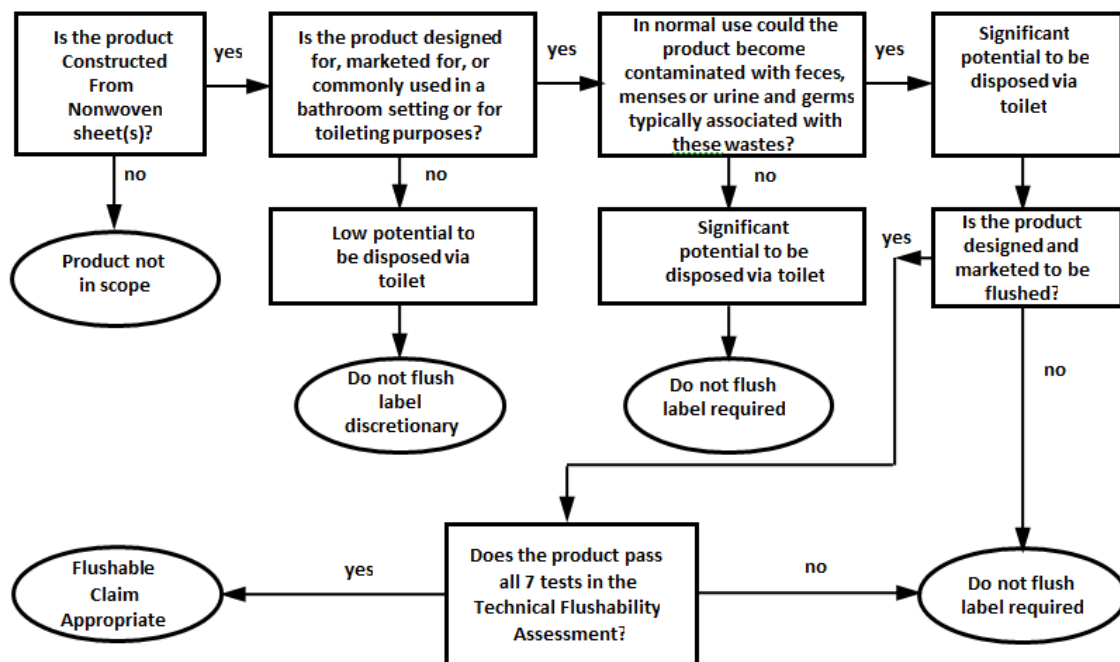 Is the product
Constructed
From
Nonwoven
sheet(s)?
yes
Is the product designed
for, marketed for, or
commonly used in a
bathroom setting or for
toileting purposes?
yes
In normal use could the
product become
contaminated with feces,
menses or urine and germs
typically associated with
these wastes?
yes
Significant
potential to be
disposed via
toilet
no
no
no
Product not
in scope
Low potential to
be disposed via
toilet
Significant
potential to be
disposed via toilet
yes
Is the product
designed and
marketed to be
flushed?
Do not flush
label
discretionary
Do not flush
label required
no
Flushable
Claim
Appropriate
yes
Does the product pass
all 7 tests in the
Technical Flushability
Assessment?
no
Do not flush
label required